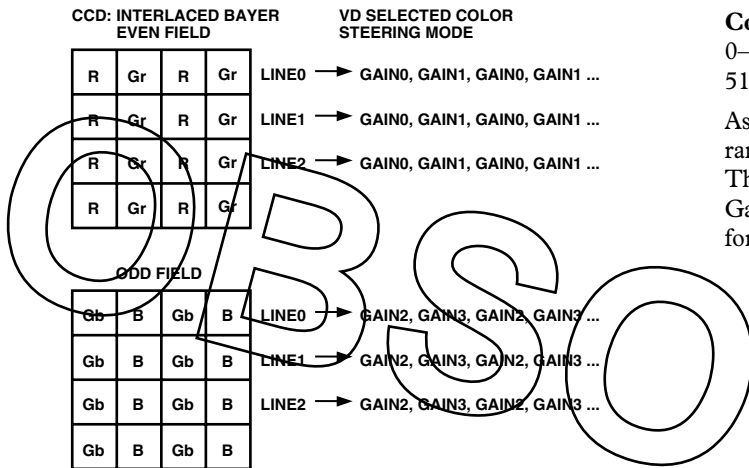 CCD: INTERLACED BAYER
EVEN FIELD
VD SELECTED COLOR
STEERING MODE
R Gr R Gr LINE0 GAIN0, GAIN1, GAIN0, GAIN1 ...
R Gr R Gr LINE1 GAIN0, GAIN1, GAIN0, GAIN1 ...
R Gr R Gr LINE2 GAIN0, GAIN1, GAIN0, GAIN1 ...
R Gr R Gr
ODD FIELD
Gb B Gb B LINE0 GAIN2, GAIN3, GAIN2, GAIN3 ...
Gb B Gb B LINE1 GAIN2, GAIN3, GAIN2, GAIN3 ...
Gb B Gb B LINE2 GAIN2, GAIN3, GAIN2, GAIN3 ...
Gb B Gb B
OBSO
0–
51
As